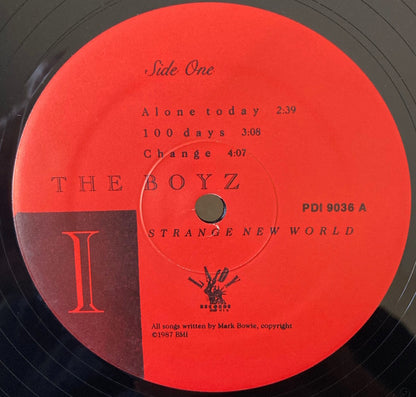 Side One
Alone today 2:39
100 days 3:08
Change 4:07
THE BOYZ
PDI 9036 A
I
STRANGE NEW WORLD
RECORDS
All songs written by Mark Bowie, copyright
©1987 BMI